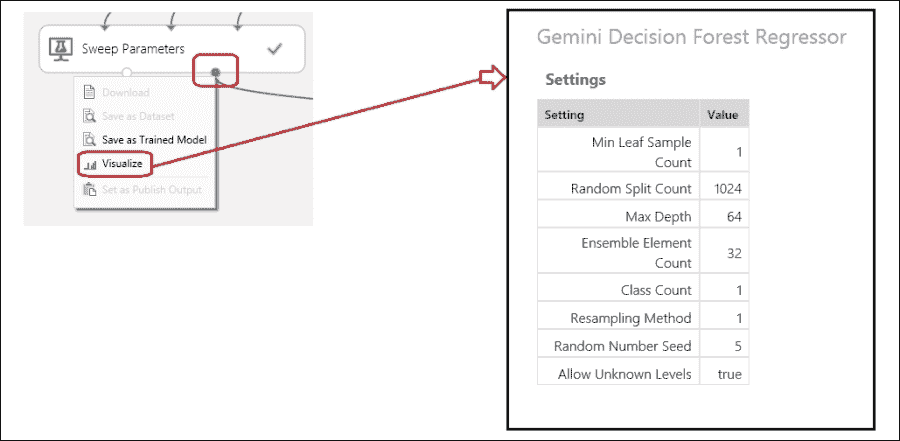 Sweep Parameters
Download
Save as Dataset
Save as Trained Model
Visualize
Set as Publish Output
Gemini Decision Forest Regressor
Settings
Setting Value
Min Leaf Sample
Count 1
Random Split Count 1024
Max Depth 64
Ensemble Element
Count 32
Class Count 1
Resampling Method 1
Random Number Seed 5
Allow Unknown Levels true